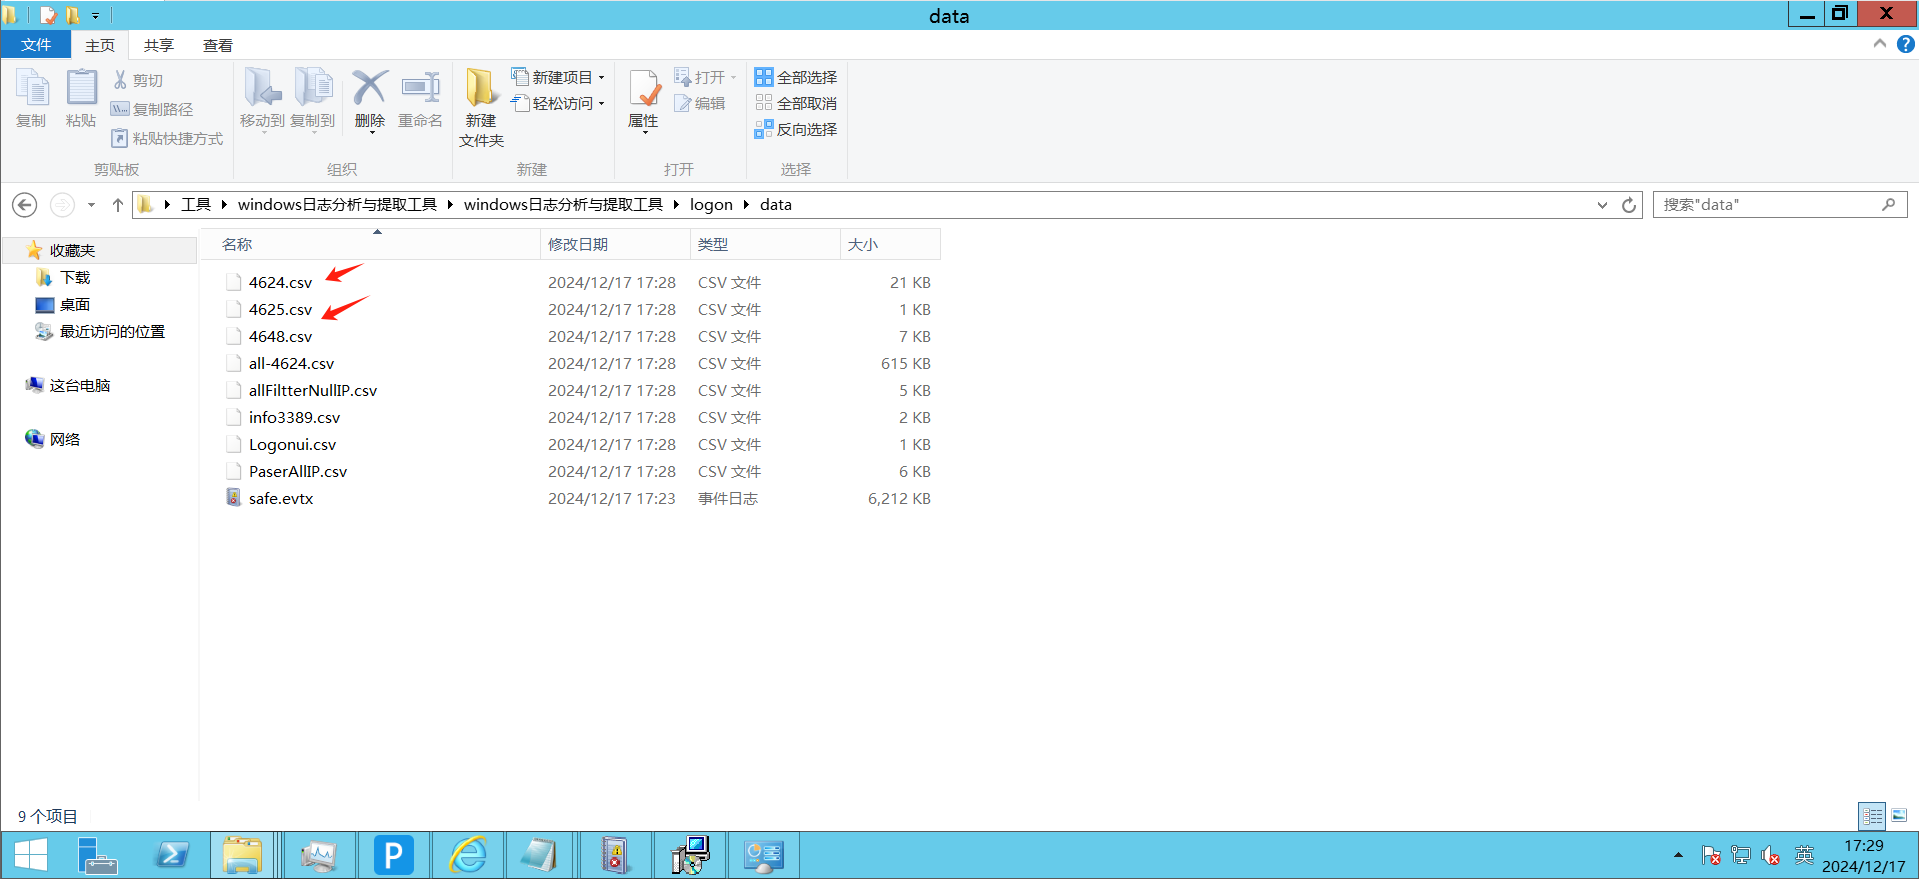 data
文件 主页 共享 查看
复制
粘贴
剪切
复制路径
粘贴快捷方式
剪贴板
移动到
复制到
删除
重命名
组织
新建
文件夹
新建项目
轻松访问
新建
属性
打开
编辑
打开
全部选择
全部取消
反向选择
选择
工具 windows日志分析与提取工具 windows日志分析与提取工具 logon data
搜索"data"
收藏夹
下载
桌面
最近访问的位置
这台电脑
网络
名称 修改日期 类型 大小
4624.csv 2024/12/17 17:28 CSV 文件 21 KB
4625.csv 2024/12/17 17:28 CSV 文件 1 KB
4648.csv 2024/12/17 17:28 CSV 文件 7 KB
all-4624.csv 2024/12/17 17:28 CSV 文件 615 KB
allFiltterNullIP.csv 2024/12/17 17:28 CSV 文件 5 KB
info3389.csv 2024/12/17 17:28 CSV 文件 2 KB
Logonui.csv 2024/12/17 17:28 CSV 文件 1 KB
PaserAllIP.csv 2024/12/17 17:28 CSV 文件 6 KB
safe.evtx 2024/12/17 17:23 事件日志 6,212 KB
9 个项目
P
英
17:29
2024/12/17